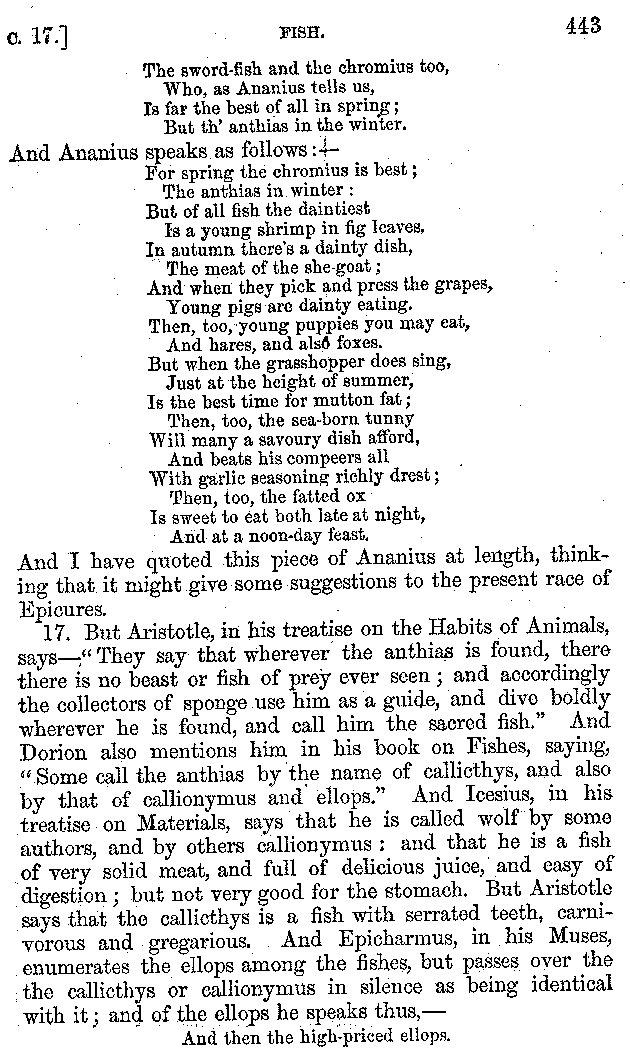 c. 17.] FISH. 443
The sword-fish and the chromius too,
Who, as Ananius tells us,
Is far the best of all in spring;
But th' anthias in the winter.
And Ananius speaks as follows:—
For spring the chromius is best;
The anthias in winter:
But of all fish the daintiest
Is a young shrimp in fig leaves.
In autumn there's a dainty dish,
The meat of the she-goat;
And when they pick and press the grapes,
Young pigs are dainty eating.
Then, too, young puppies you may eat,
And hares, and also foxes.
But when the grasshopper does sing,
Just at the height of summer,
Is the best time for mutton fat;
Then, too, the sea-born tunny
Will many a savoury dish afford,
And beats his compeers all
With garlic seasoning richly drest;
Then, too, the fatted ox
Is sweet to eat both late at night,
And at a noon-day feast.
And I have quoted this piece of Ananius at length, think-
ing that it might give some suggestions to the present race of
Epicures.
17. But Aristotle, in his treatise on the Habits of Animals,
says—"They say that wherever the anthias is found, there
there is no beast or fish of prey ever seen; and accordingly
the collectors of sponge use him as a guide, and dive boldly
wherever he is found, and call him the sacred fish." And
Dorion also mentions him in his book on Fishes, saying,
"Some call the anthias by the name of callicthys, and also
by that of callionymus and ellops." And Icesius, in his
treatise on Materials, says that he is called wolf by some
authors, and by others callionymus: and that he is a fish
of very solid meat, and full of delicious juice, and easy of
digestion; but not very good for the stomach. But Aristotle
says that the callicthys is a fish with serrated teeth, carni-
vorous and gregarious. And Epicharmus, in his Muses,
enumerates the ellops among the fishes, but passes over the
the callicthys or callionymus in silence as being identical
with it; and of the ellops he speaks thus,—
And then the high-priced ellops.